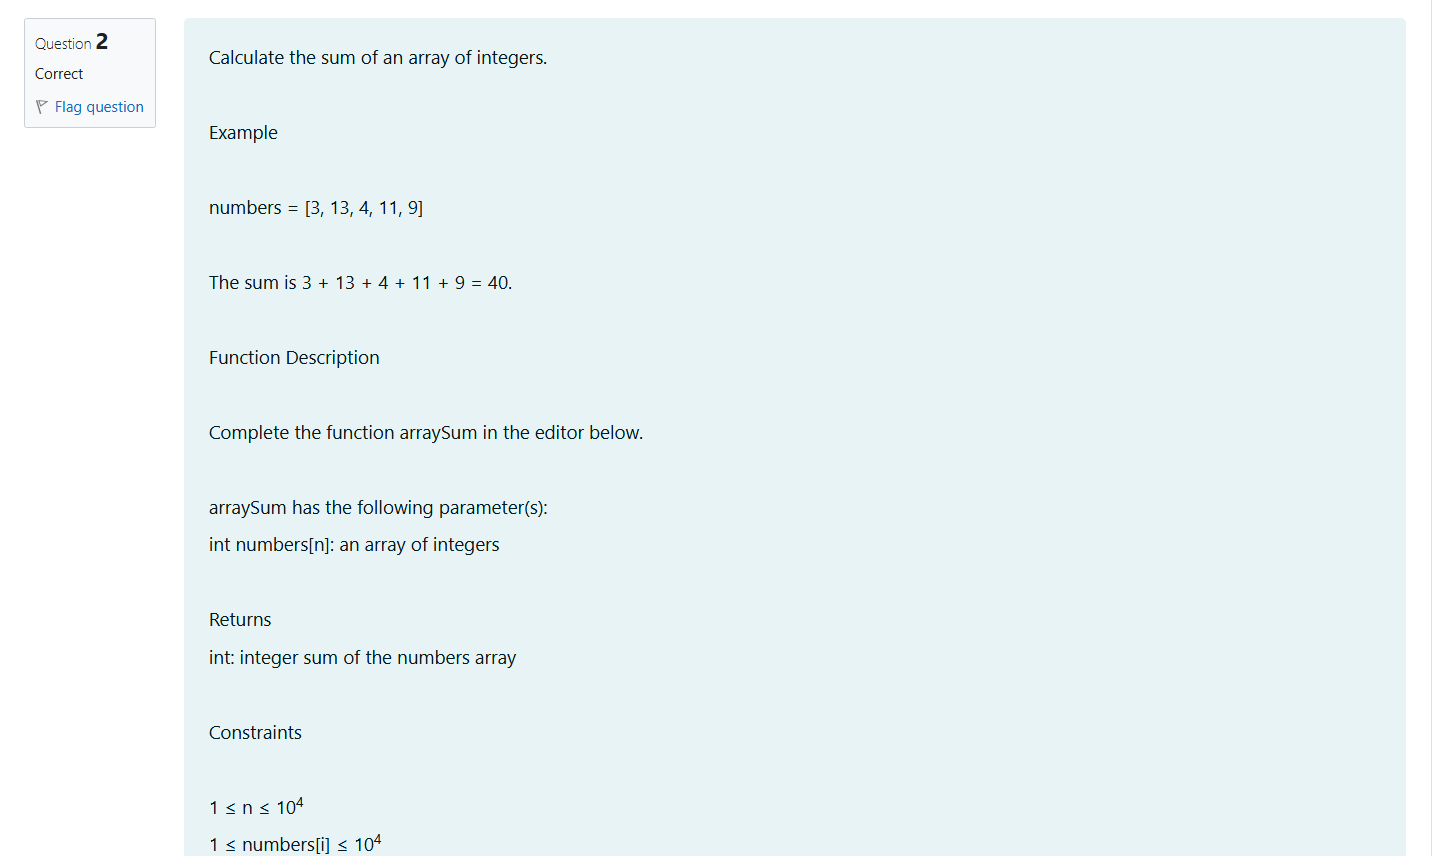 Question 2
Correct
Flag question
Calculate the sum of an array of integers.
Example
numbers = [3, 13, 4, 11, 9]
The sum is 3 + 13 + 4 + 11 + 9 = 40.
Function Description
Complete the function arraySum in the editor below.
arraySum has the following parameter(s):
int numbers[n]: an array of integers
Returns
int: integer sum of the numbers array
Constraints
1 ≤ n ≤ 10⁴
1 ≤ numbers[i] ≤ 10⁴